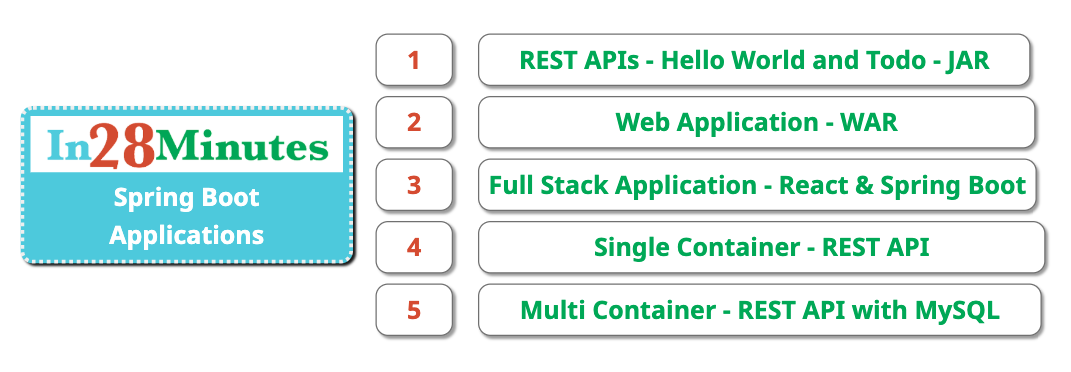 In28Minutes
Spring Boot
Applications
1
REST APIs - Hello World and Todo - JAR
2
Web Application - WAR
3
Full Stack Application - React & Spring Boot
4
Single Container - REST API
5
Multi Container - REST API with MySQL